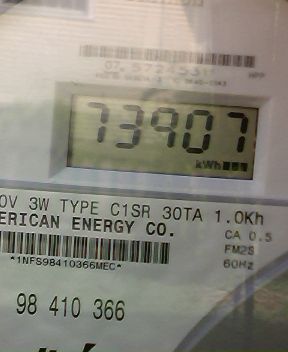 73907
kWh
0V 3W TYPE C1SR 30TA 1.0Kh
ERICAN ENERGY CO.
CA 0.5
FM2S
60Hz
*1NFS98410366MEC*
98 410 366